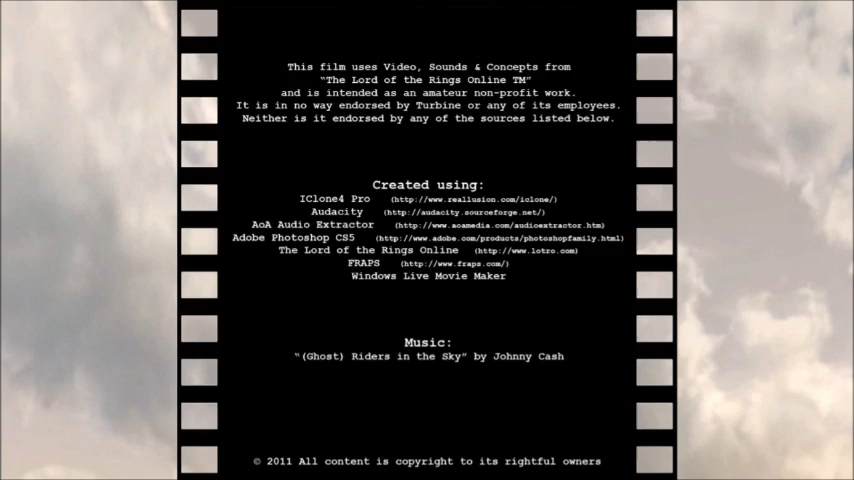 This film uses Video, Sounds & Concepts from
“The Lord of the Rings Online TM”
and is intended as an amateur non-profit work.
It is in no way endorsed by Turbine or any of its employees.
Neither is it endorsed by any of the sources listed below.
Created using:
IClone4 Pro (http://www.reallusion.com/iclone/)
Audacity (http://audacity.sourceforge.net/)
AoA Audio Extractor (http://www.aoamedia.com/audioextractor.htm)
Adobe Photoshop CS5 (http://www.adobe.com/products/photoshopfamily.html)
The Lord of the Rings Online (http://www.lotro.com)
FRAPS (http://www.fraps.com/)
Windows Live Movie Maker
Music:
“(Ghost) Riders in the Sky” by Johnny Cash
© 2011 All content is copyright to its rightful owners